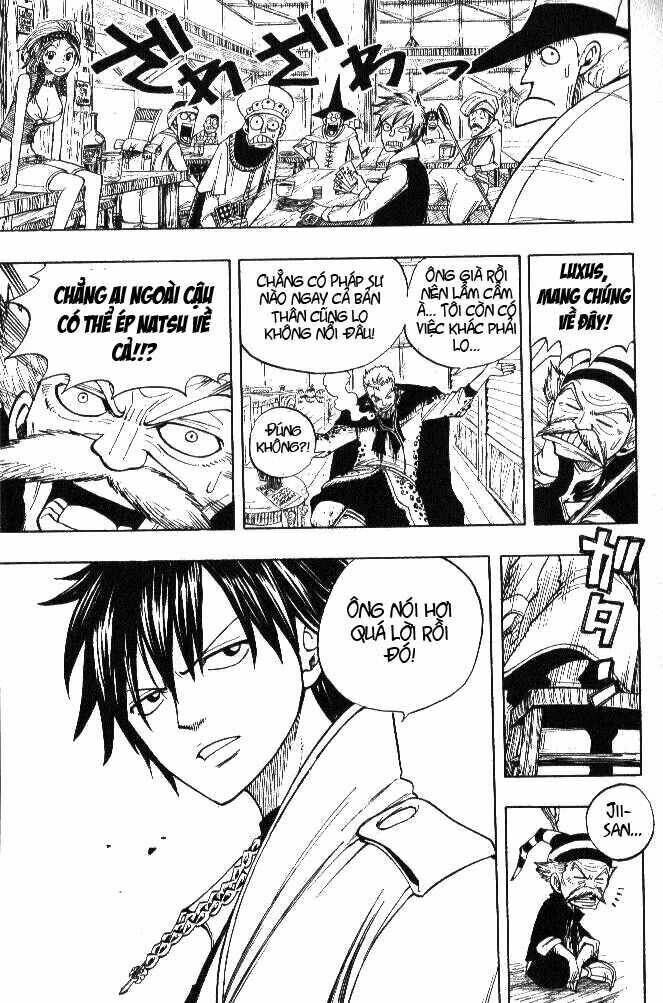 ざわざわっ
LUXUS,
MANG CHÚNG
VỀ ĐÂY!
ÔNG GIÀ RỒI
NÊN LẨM CẨM
À... TÔI CÒN CÓ
VIỆC KHÁC PHẢI
LO...
CHẲNG CÓ PHÁP SƯ
NÀO NGAY CẢ BẢN
THÂN CŨNG LO
KHÔNG NỔI ĐÂU!
ĐÚNG
KHÔNG?!
CHẲNG AI NGOÀI CẬU
CÓ THỂ ÉP NATSU VỀ
CẢ!!!?
ガタン
ÔNG NÓI HƠI
QUÁ LỜI RỒI
ĐÓ!
JII-
SAN...